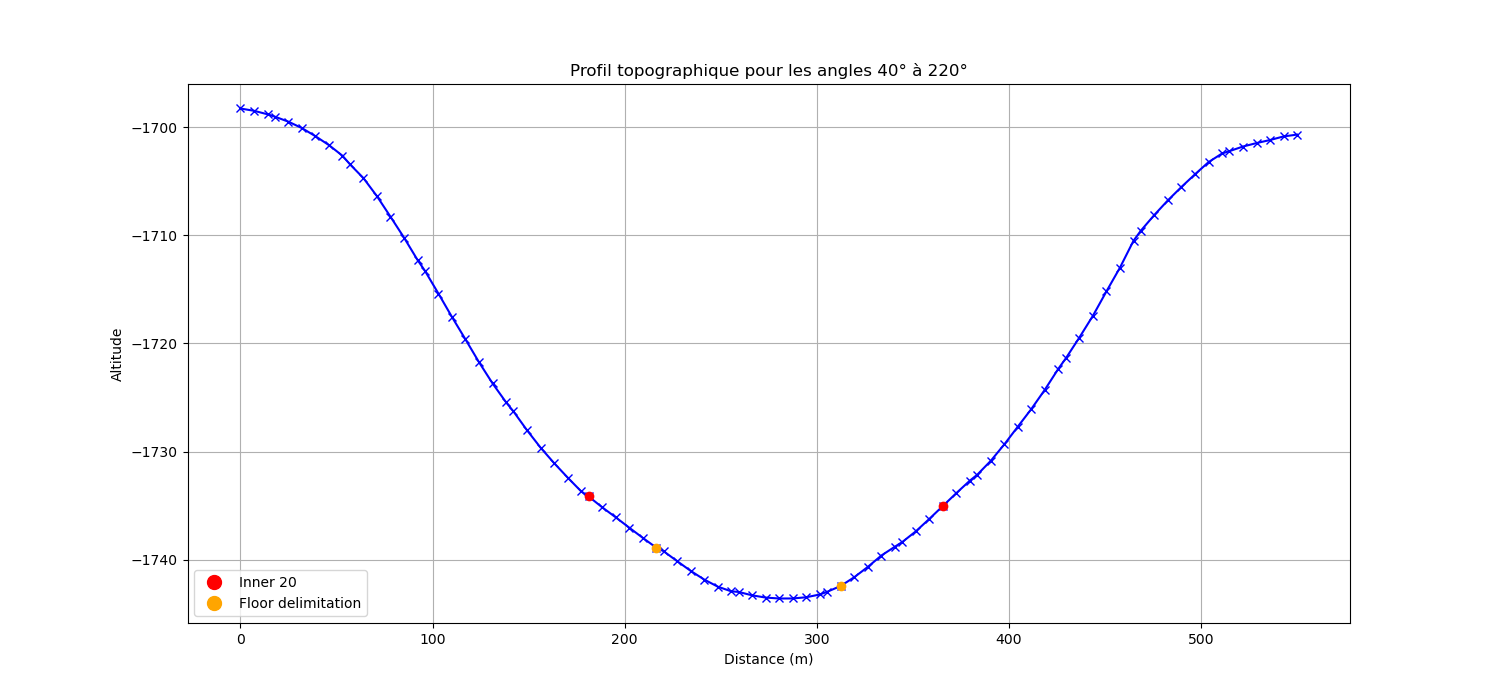 Profil topographique pour les angles 40° à 220°
Altitude
−1700
−1710
−1720
−1730
−1740
Inner 20
Floor delimitation
0 100 200 300 400 500
Distance (m)